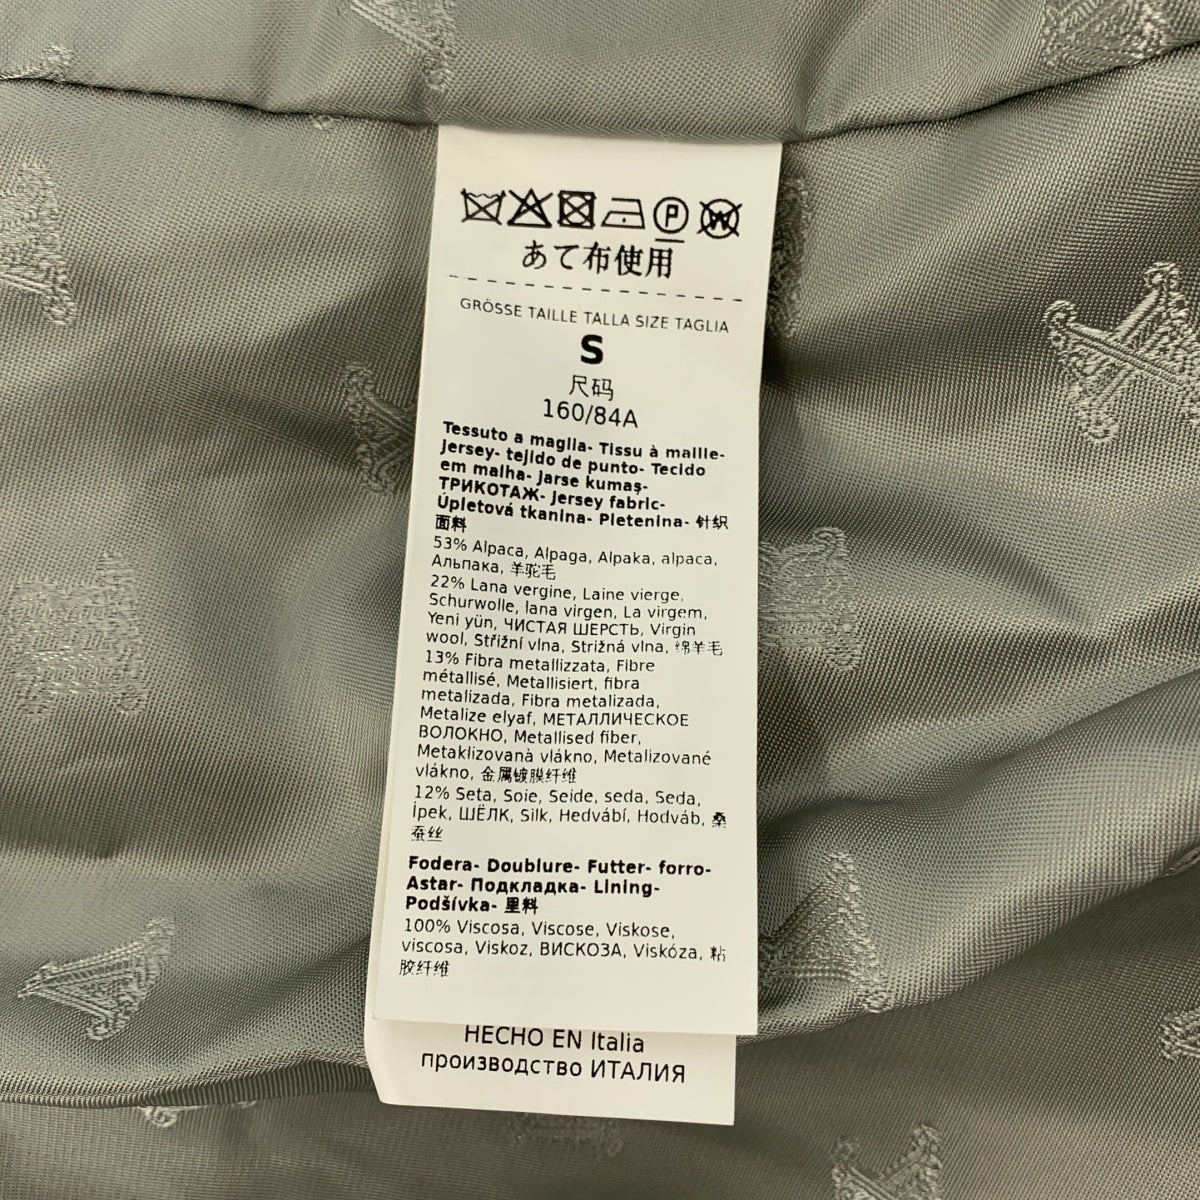 P W
あて布使用
GRÖSSE TAILLE TALLA SIZE TAGLIA
S
尺码
160/84A
Tessuto a maglia- Tissu à maille-
Jersey- tejido de punto- Tecido
em malha- Jarse kumaş-
ТРИКОТАЖ- Jersey fabric-
Úpletová tkanina- Pletenina- 针织
面料
53% Alpaca, Alpaga, Alpaka, alpaca,
Альпака, 羊驼毛
22% Lana vergine, Laine vierge,
Schurwolle, lana virgen, La virgem,
Yeni yün, ЧИСТАЯ ШЕРСТЬ, Virgin
wool, Střižní vlna, Strižná vlna, 绵羊毛
13% Fibra metallizzata, Fibre
métallisé, Metallisiert, fibra
metalizada, Fibra metalizada,
Metalize elyaf, МЕТАЛЛИЧЕСКОЕ
ВОЛОКНО, Metallised fiber,
Metaklizovanà vlákno, Metalizované
vlákno, 金属镀膜纤维
12% Seta, Soie, Seide, seda, Seda,
İpek, ШЁЛК, Silk, Hedvábí, Hodváb, 桑
蚕丝
Fodera- Doublure- Futter- forro-
Astar- Подкладка- Lining-
Podšívka- 里料
100% Viscosa, Viscose, Viskose,
viscosa, Viskoz, ВИСКОЗА, Viskóza, 粘
胶纤维
HECHO EN Italia
производство ИТАЛИЯ